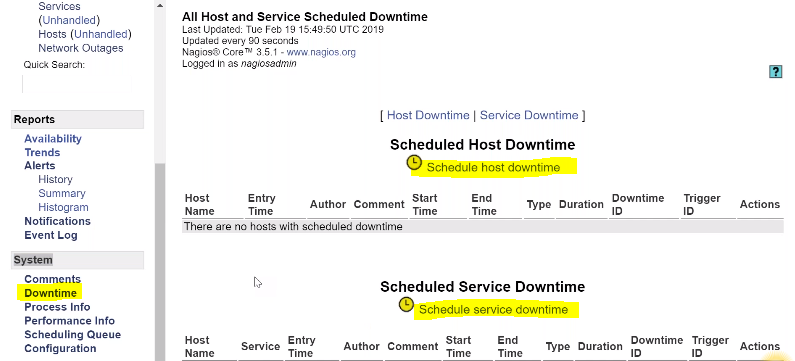 Services
(Unhandled)
Hosts (Unhandled)
Network Outages
Quick Search:
Reports
Availability
Trends
Alerts
History
Summary
Histogram
Notifications
Event Log
System
Comments
Downtime
Process Info
Performance Info
Scheduling Queue
Configuration
All Host and Service Scheduled Downtime
Last Updated: Tue Feb 19 15:49:50 UTC 2019
Updated every 90 seconds
Nagios® Core™ 3.5.1 - www.nagios.org
Logged in as nagiosadmin
?
[ Host Downtime | Service Downtime ]
Scheduled Host Downtime
Schedule host downtime
Host Name Entry Time Author Comment Start Time End Time Type Duration Downtime ID Trigger ID Actions
There are no hosts with scheduled downtime
Scheduled Service Downtime
Schedule service downtime
Host Name Service Entry Time Author Comment Start Time End Time Type Duration Downtime ID Trigger ID Actions